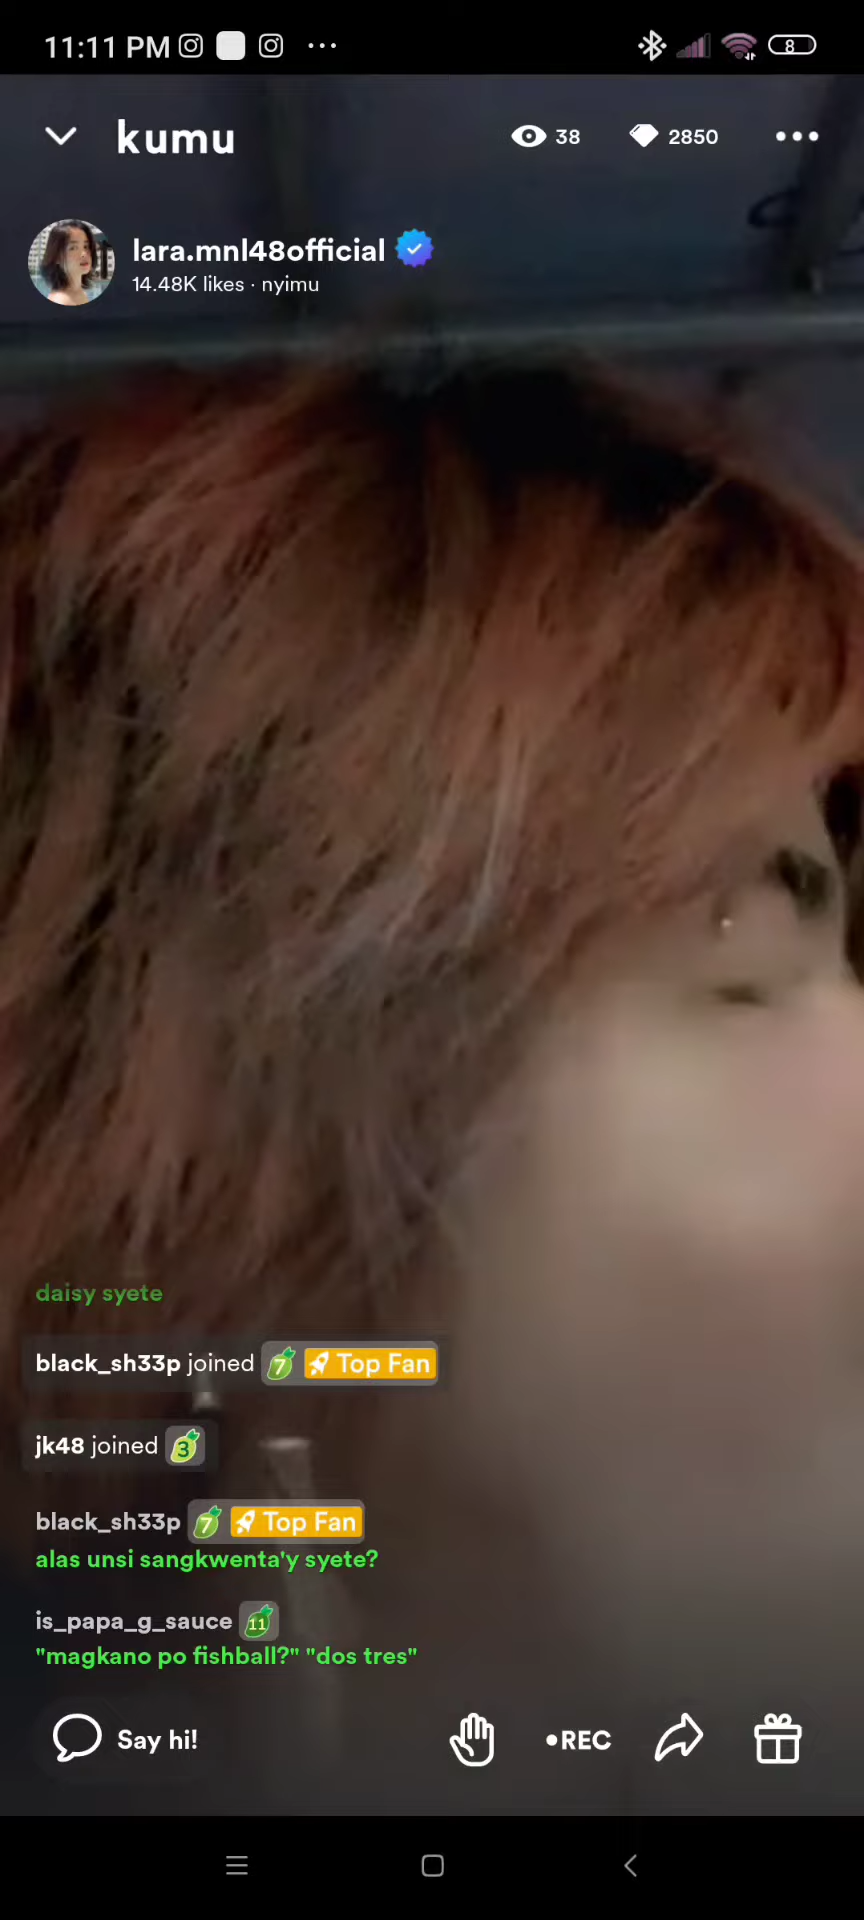 11:11 PM
8
kumu
38
2850
lara.mnl48official
14.48K likes · nyimu
daisy syete
black_sh33p joined 7 Top Fan
jk48 joined 3
black_sh33p 7 Top Fan
alas unsi sangkwenta'y syete?
is_papa_g_sauce 11
"magkano po fishball?" "dos tres"
Say hi!
•REC